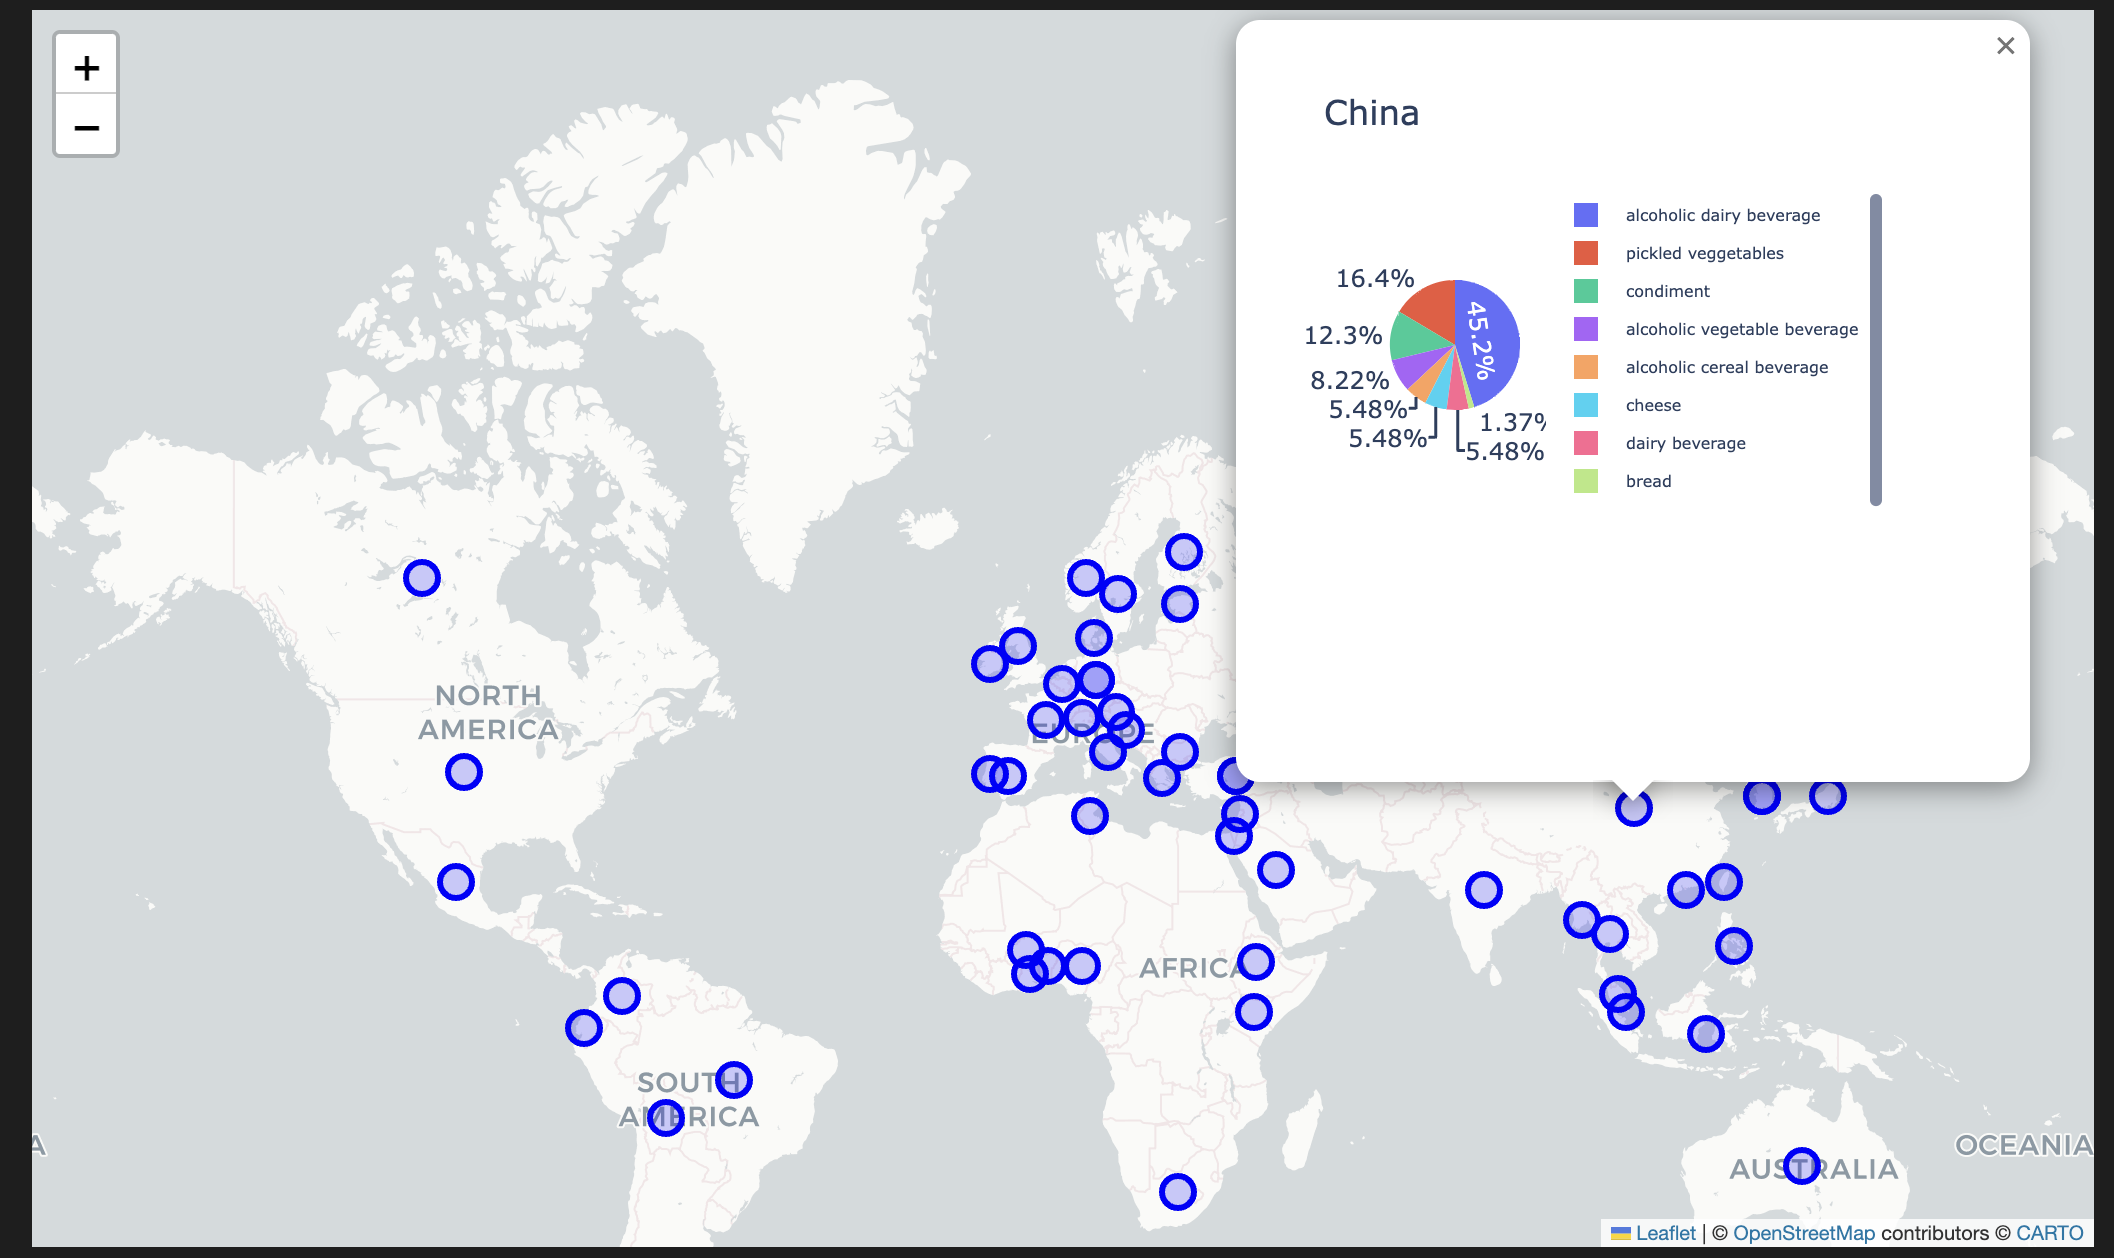 +
−
×
China
alcoholic dairy beverage
pickled veggetables
condiment
alcoholic vegetable beverage
alcoholic cereal beverage
cheese
dairy beverage
bread
16.4%
45.2%
12.3%
8.22%
5.48%
1.37%
5.48%
5.48%
NORTH
AMERICA
EUROPE
AFRICA
SOUTH
AMERICA
OCEANIA
AUSTRALIA
A
Leaflet | © OpenStreetMap contributors © CARTO